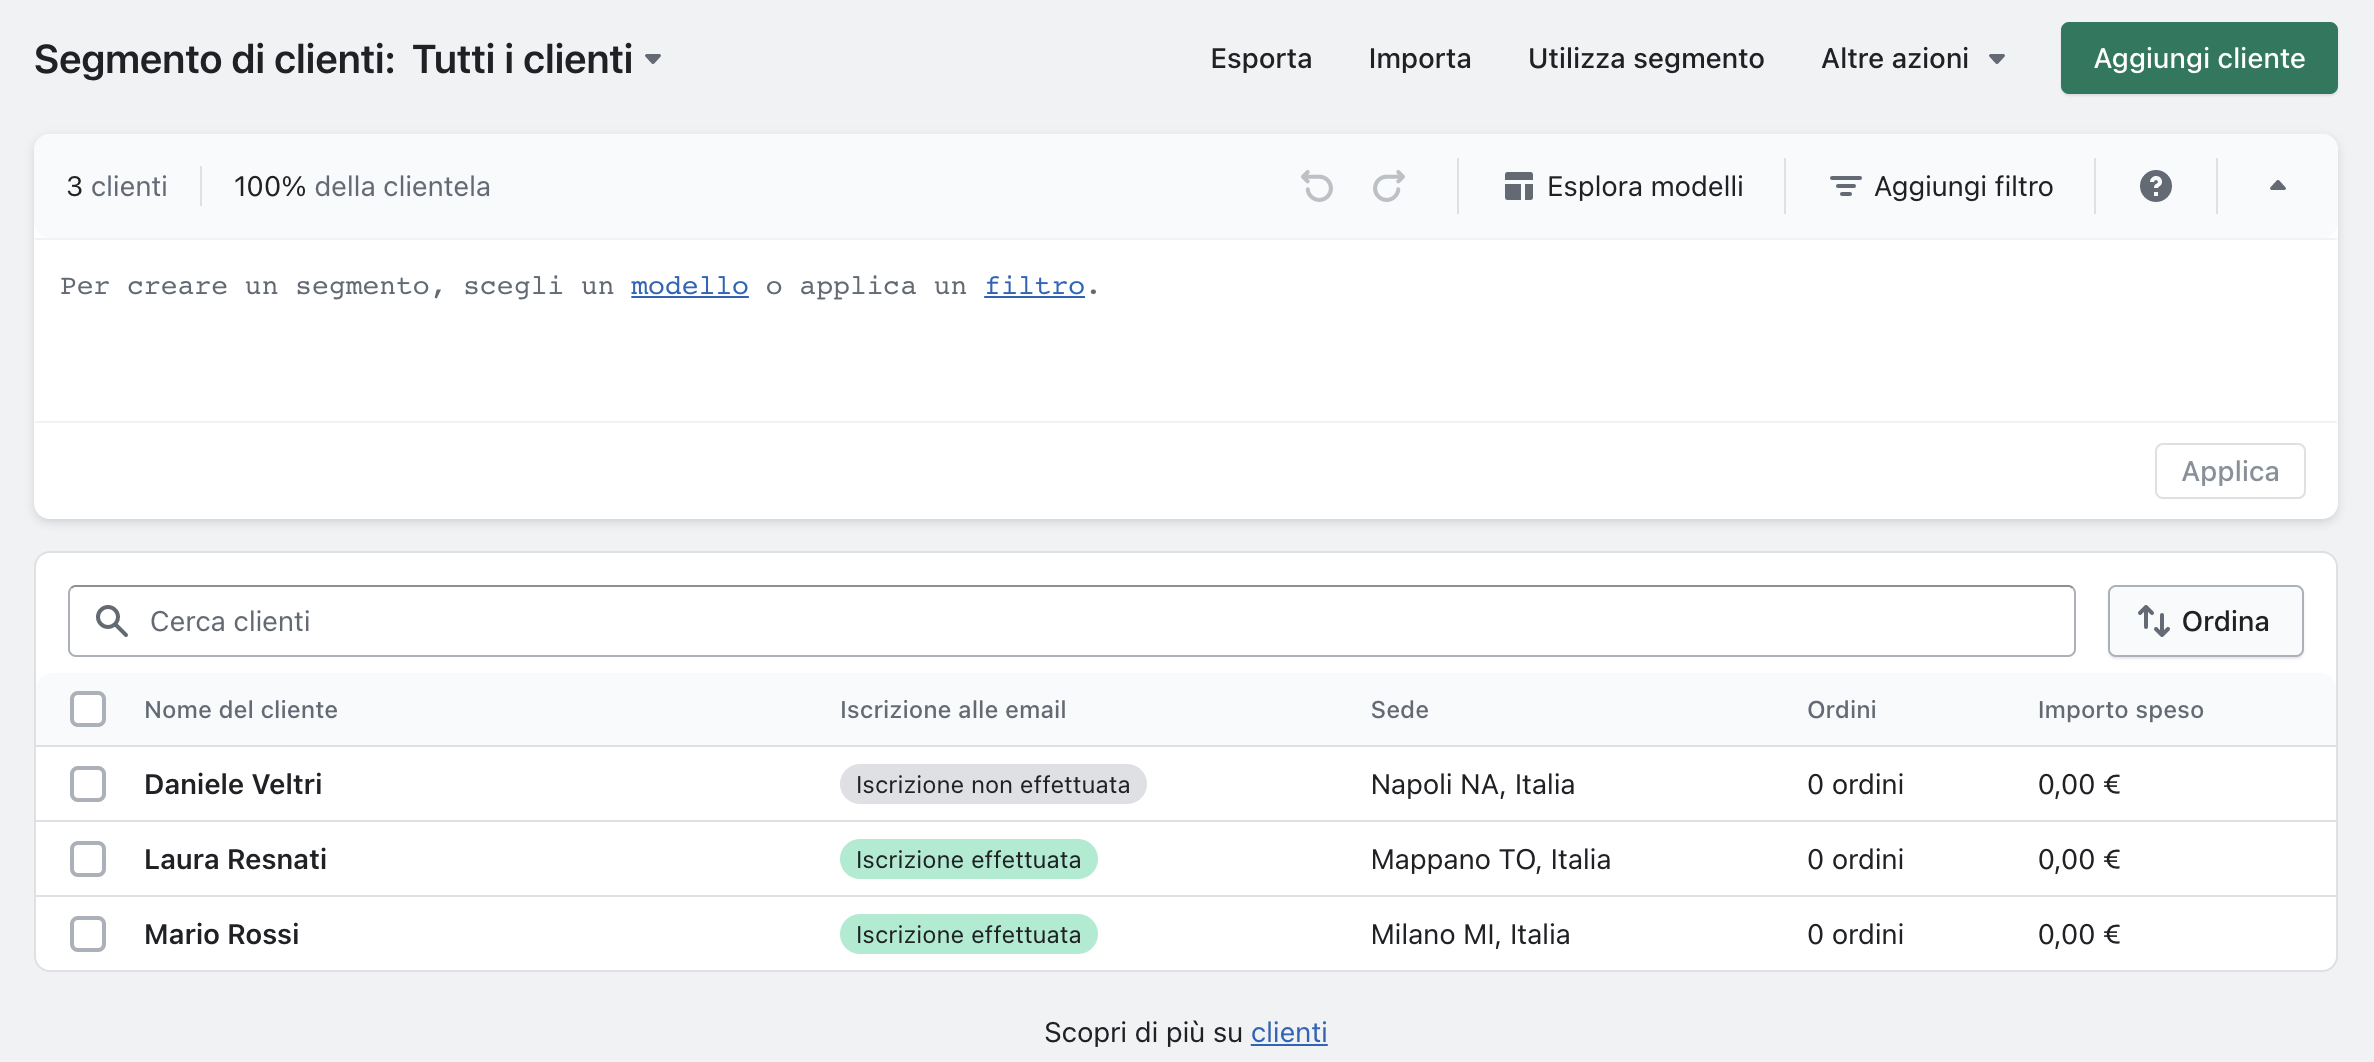 Segmento di clienti: Tutti i clienti
Esporta Importa Utilizza segmento Altre azioni Aggiungi cliente
3 clienti 100% della clientela Esplora modelli Aggiungi filtro ?
Per creare un segmento, scegli un modello o applica un filtro.
Applica
Cerca clienti Ordina
Nome del cliente Iscrizione alle email Sede Ordini Importo speso
Daniele Veltri Iscrizione non effettuata Napoli NA, Italia 0 ordini 0,00 €
Laura Resnati Iscrizione effettuata Mappano TO, Italia 0 ordini 0,00 €
Mario Rossi Iscrizione effettuata Milano MI, Italia 0 ordini 0,00 €
Scopri di più su clienti